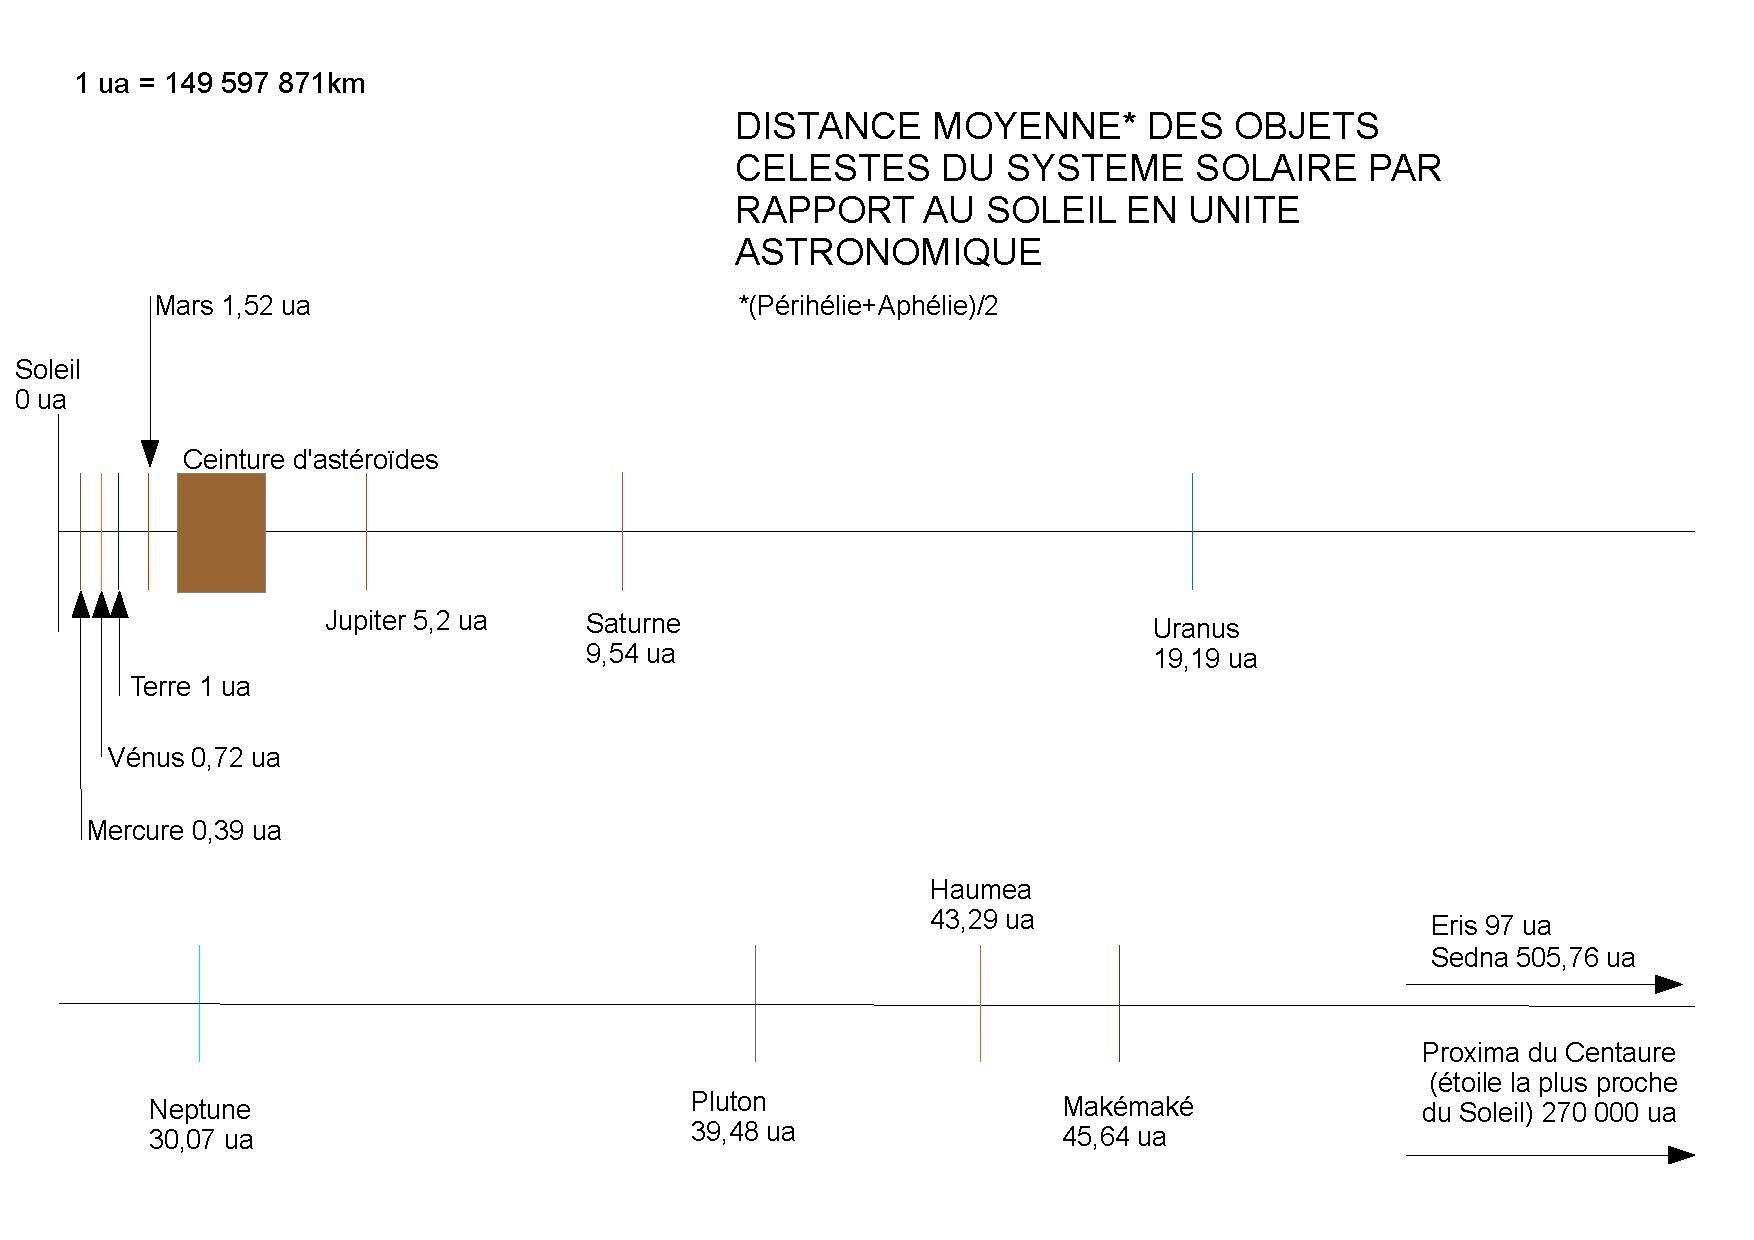 1 ua = 149 597 871km
DISTANCE MOYENNE* DES OBJETS
CELESTES DU SYSTEME SOLAIRE PAR
RAPPORT AU SOLEIL EN UNITE
ASTRONOMIQUE
*(Périhélie+Aphélie)/2
Mars 1,52 ua
Soleil
0 ua
Ceinture d'astéroïdes
Jupiter 5,2 ua
Saturne
9,54 ua
Uranus
19,19 ua
Terre 1 ua
Vénus 0,72 ua
Mercure 0,39 ua
Haumea
43,29 ua
Eris 97 ua
Sedna 505,76 ua
Neptune
30,07 ua
Pluton
39,48 ua
Makémaké
45,64 ua
Proxima du Centaure
(étoile la plus proche
du Soleil) 270 000 ua